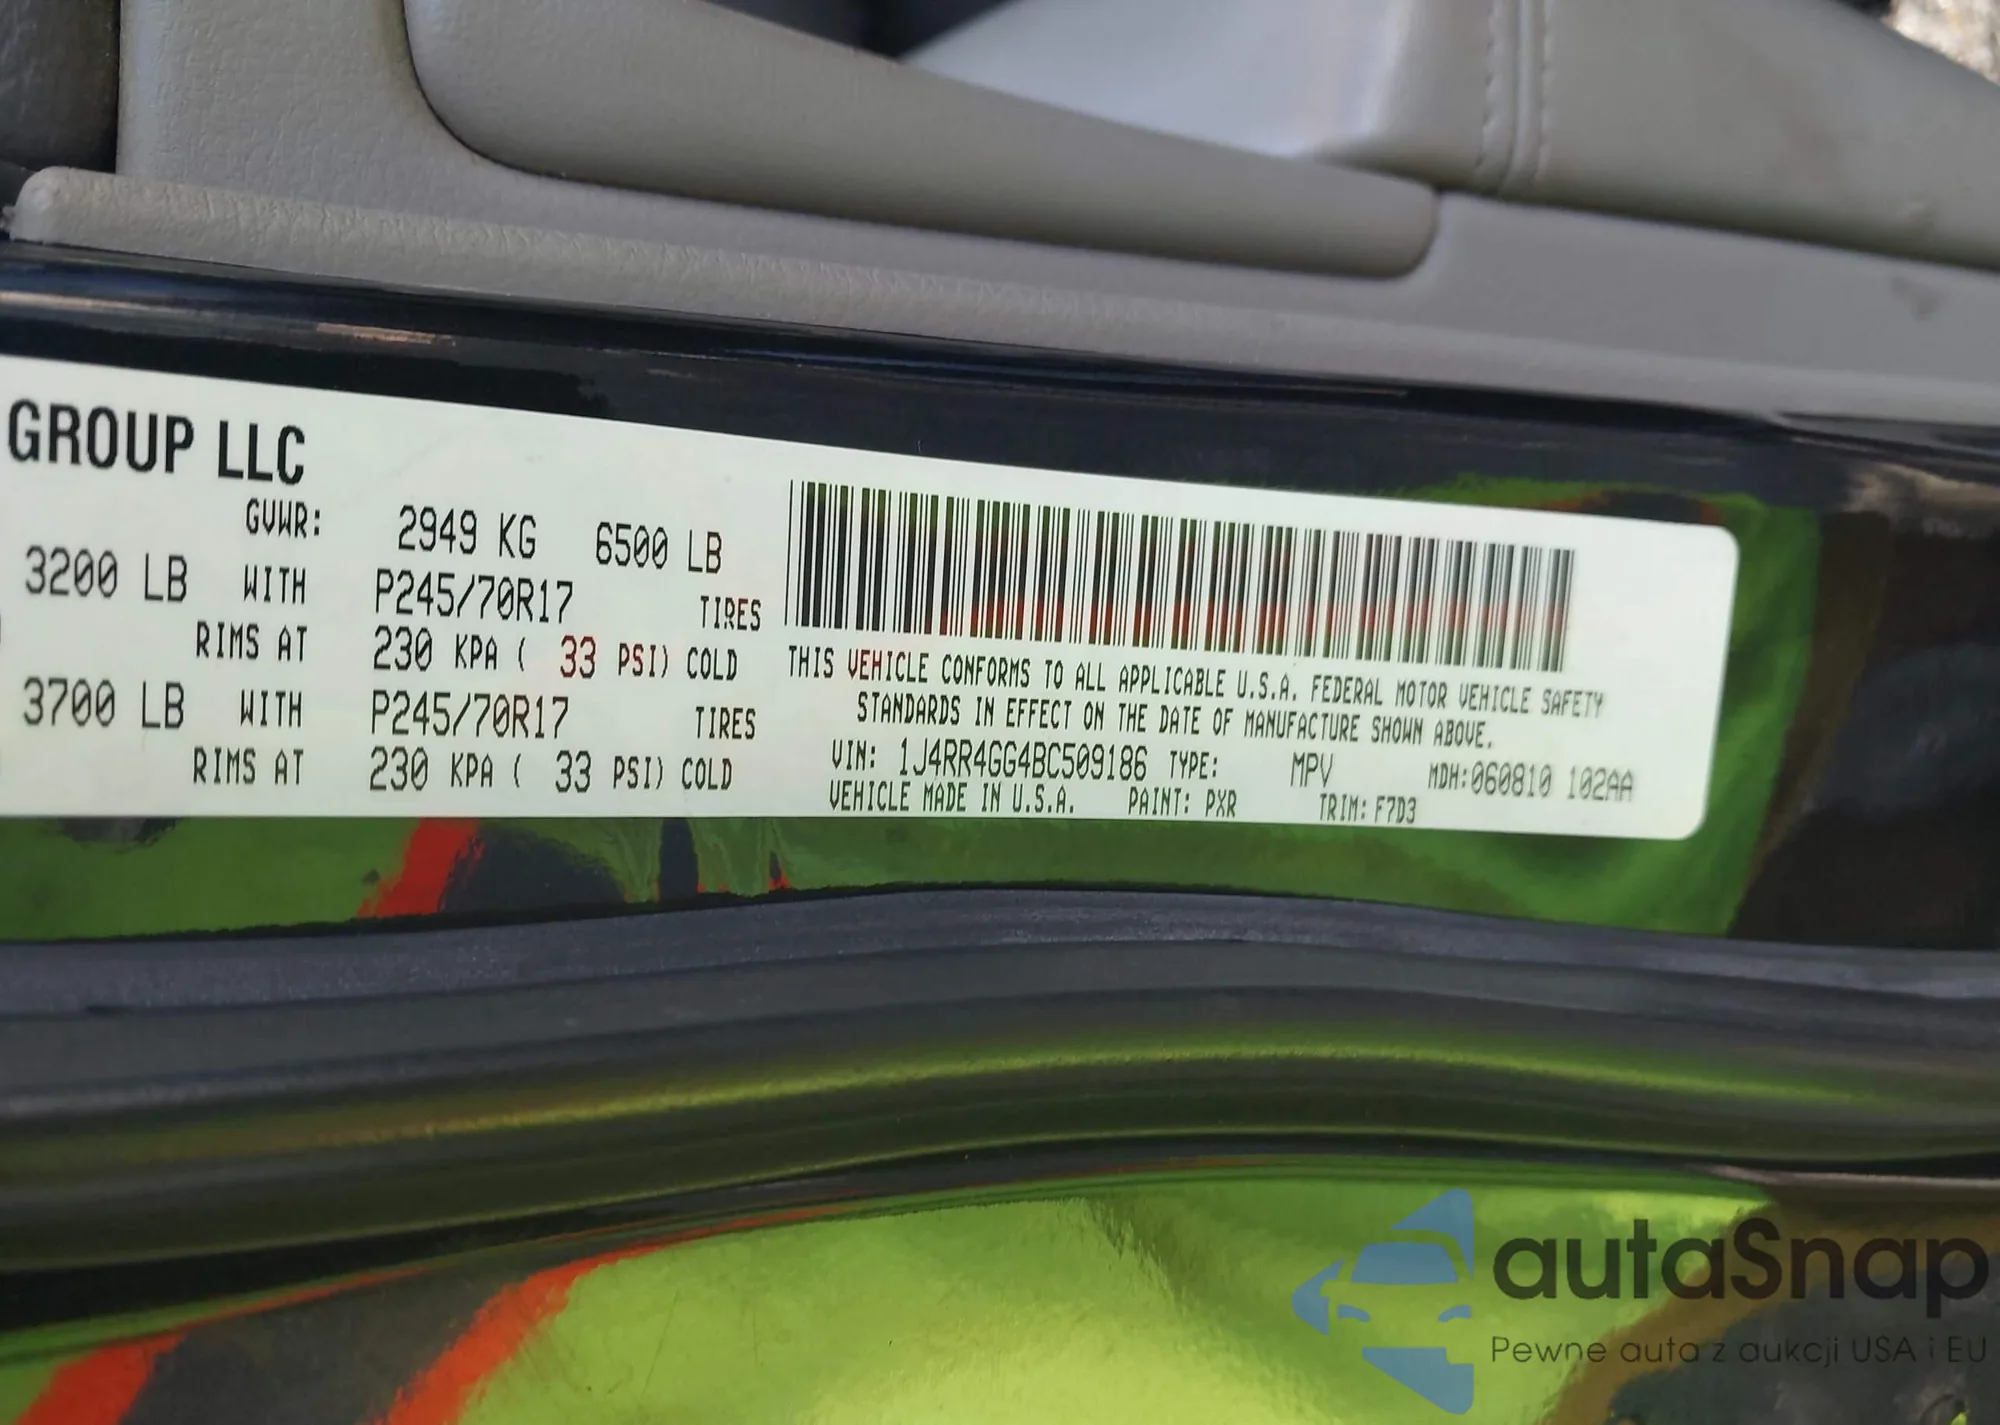 GROUP LLC
GVWR: 2949 KG 6500 LB
3200 LB WITH P245/70R17 TIRES
RIMS AT 230 KPA ( 33 PSI) COLD
3700 LB WITH P245/70R17 TIRES
RIMS AT 230 KPA ( 33 PSI) COLD
THIS VEHICLE CONFORMS TO ALL APPLICABLE U.S.A. FEDERAL MOTOR VEHICLE SAFETY
STANDARDS IN EFFECT ON THE DATE OF MANUFACTURE SHOWN ABOVE.
VIN: 1J4RR4GG4BC509186 TYPE: MPV MDH:060810 102AA
VEHICLE MADE IN U.S.A. PAINT: PXR TRIM: F7D3
autaSnap
Pewne auta z aukcji USA i EU